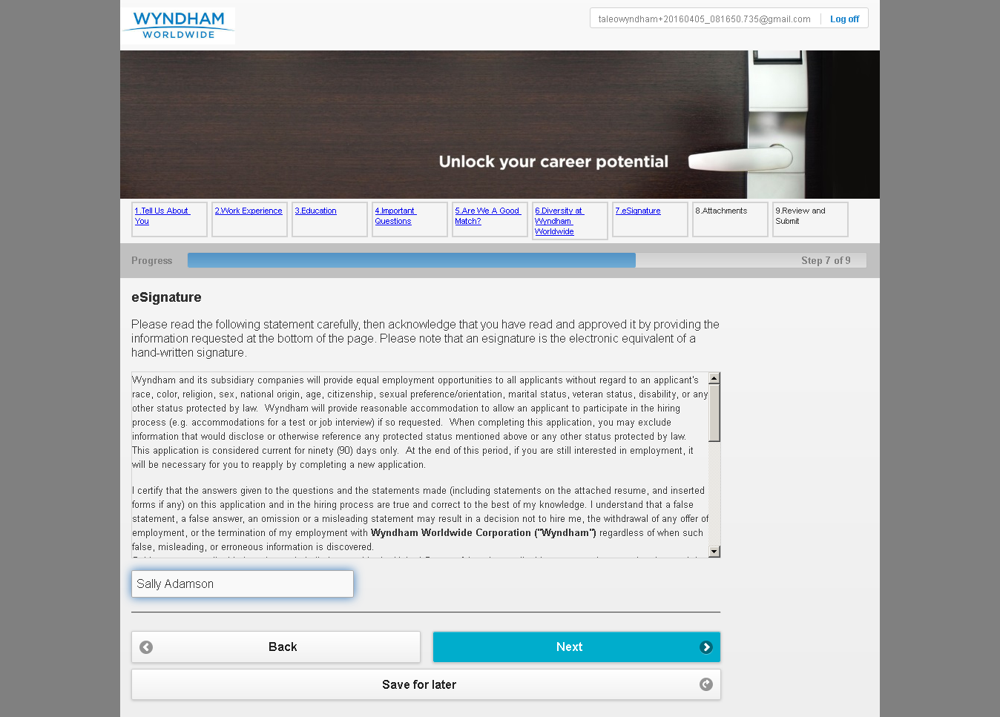 WYNDHAM
WORLDWIDE
taleowyndham+20160405_081650.735@gmail.com
Log off
Unlock your career potential
1.Tell Us About
You
2.Work Experience
3.Education
4.Important
Questions
5.Are We A Good
Match?
6.Diversity at
Wyndham
Worldwide
7.eSignature
8.Attachments
9.Review and
Submit
Progress
Step 7 of 9
eSignature
Please read the following statement carefully, then acknowledge that you have read and approved it by providing the
information requested at the bottom of the page. Please note that an esignature is the electronic equivalent of a
hand-written signature.
Wyndham and its subsidiary companies will provide equal employment opportunities to all applicants without regard to an applicant's
race, color, religion, sex, national origin, age, citizenship, sexual preference/orientation, marital status, veteran status, disability, or any
other status protected by law.  Wyndham will provide reasonable accommodation to allow an applicant to participate in the hiring
process (e.g. accommodations for a test or job interview) if so requested.  When completing this application, you may exclude
information that would disclose or otherwise reference any protected status mentioned above or any other status protected by law.
This application is considered current for ninety (90) days only.  At the end of this period, if you are still interested in employment, it
will be necessary for you to reapply by completing a new application.
I certify that the answers given to the questions and the statements made (including statements on the attached resume, and inserted
forms if any) on this application and in the hiring process are true and correct to the best of my knowledge. I understand that a false
statement, a false answer, an omission or a misleading statement may result in a decision not to hire me, the withdrawal of any offer of
employment, or the termination of my employment with Wyndham Worldwide Corporation ("Wyndham") regardless of when such
false, misleading, or erroneous information is discovered.
Sally Adamson
Back
Next
Save for later